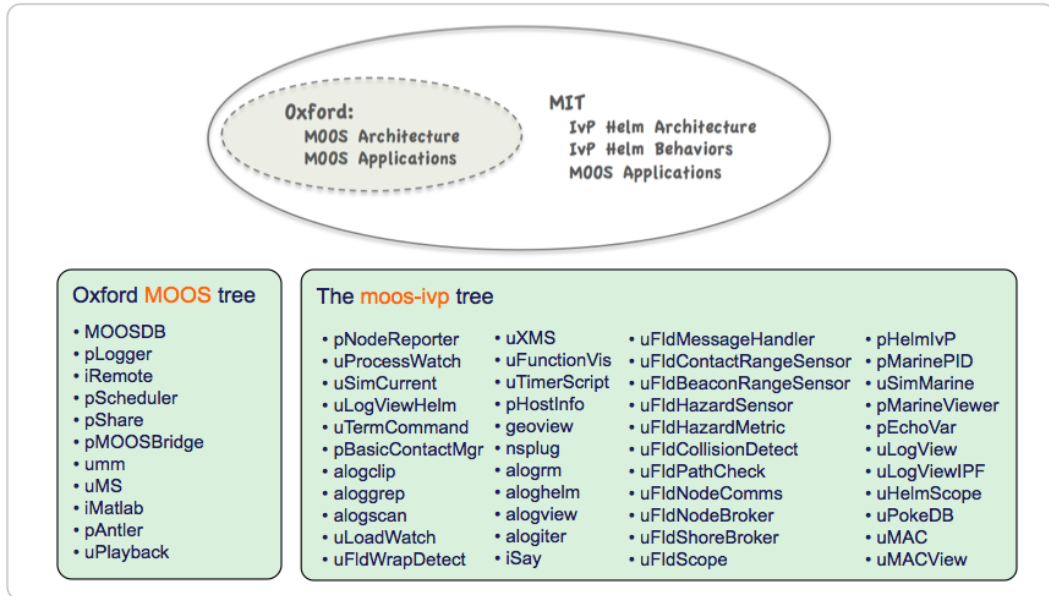 Oxford:
MOOS Architecture
MOOS Applications
MIT
IvP Helm Architecture
IvP Helm Behaviors
MOOS Applications
Oxford MOOS tree
• MOOSDB
• pLogger
• iRemote
• pScheduler
• pShare
• pMOOSBridge
• umm
• uMS
• iMatlab
• pAntler
• uPlayback
The moos-ivp tree
• pNodeReporter
• uProcessWatch
• uSimCurrent
• uLogViewHelm
• uTermCommand
• pBasicContactMgr
• alogclip
• aloggrep
• alogscan
• uLoadWatch
• uFldWrapDetect
• uXMS
• uFunctionVis
• uTimerScript
• pHostInfo
• geoview
• nsplug
• alogrm
• aloghelm
• alogview
• alogiter
• iSay
• uFldMessageHandler
• uFldContactRangeSensor
• uFldBeaconRangeSensor
• uFldHazardSensor
• uFldHazardMetric
• uFldCollisionDetect
• uFldPathCheck
• uFldNodeComms
• uFldNodeBroker
• uFldShoreBroker
• uFldScope
• pHelmIvP
• pMarinePID
• uSimMarine
• pMarineViewer
• pEchoVar
• uLogView
• uLogViewIPF
• uHelmScope
• uPokeDB
• uMAC
• uMACView